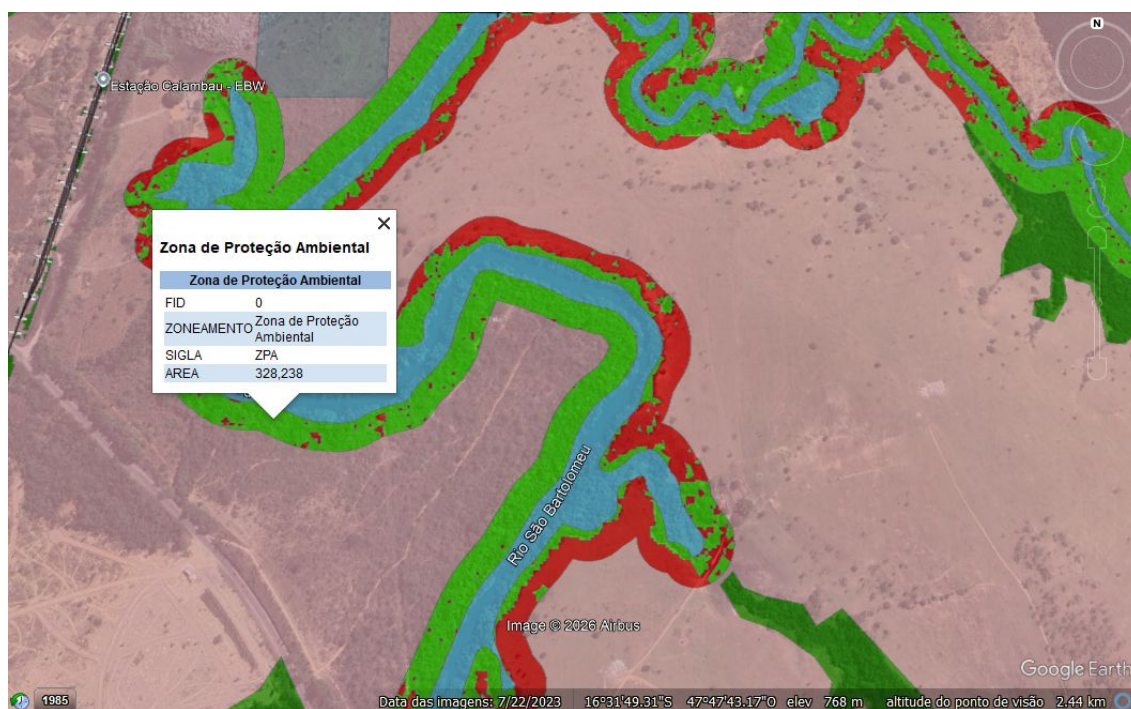 N
Estação Calambau - EBW
Zona de Proteção Ambiental
Zona de Proteção Ambiental
FID 0
ZONEAMENTO Zona de Proteção Ambiental
SIGLA ZPA
AREA 328,238
Rio São Bartolomeu
Image © 2026 Airbus
Google Earth
1985
Data das imagens: 7/22/2023 16°31'49.31"S 47°47'43.17"O elev 768 m altitude do ponto de visão 2.44 km